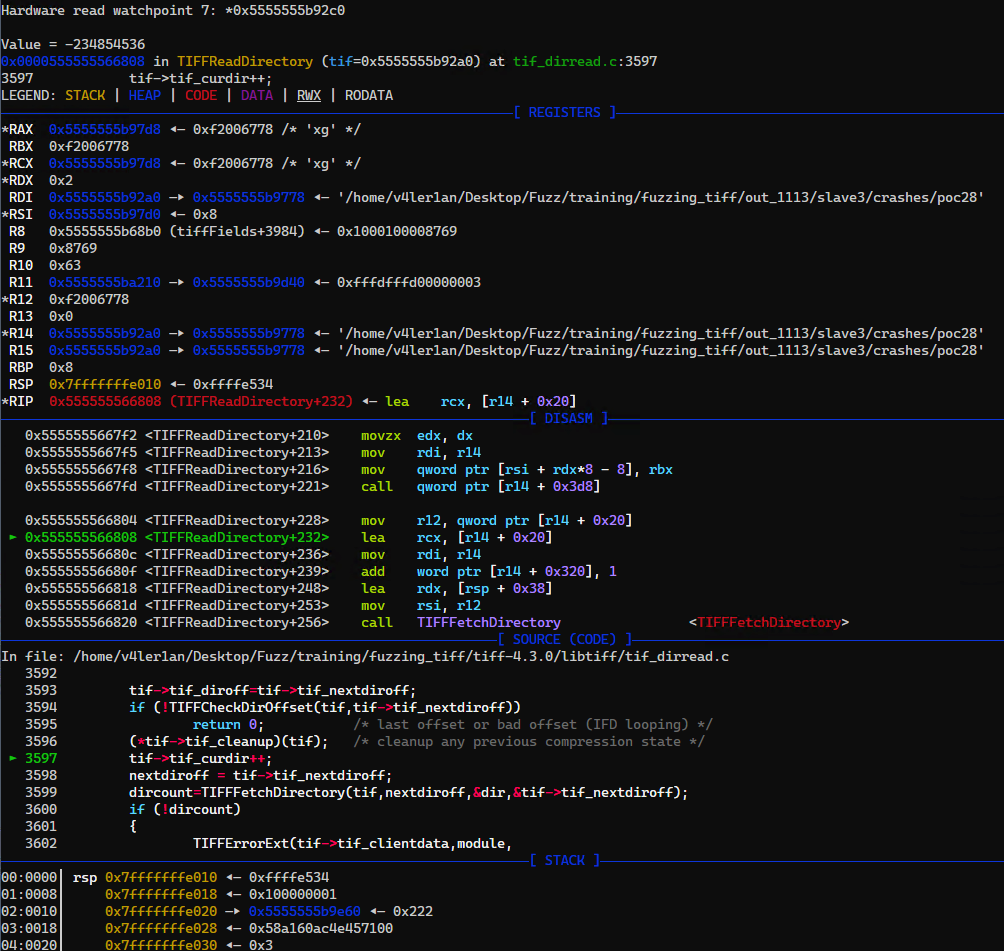 Hardware read watchpoint 7: *0x5555555b92c0
Value = -234854536
0x0000555555566808 in TIFFReadDirectory (tif=0x5555555b92a0) at tif_dirread.c:3597
3597 tif->tif_curdir++;
LEGEND: STACK | HEAP | CODE | DATA | RWX | RODATA
[ REGISTERS ]
*RAX 0x5555555b97d8 ◂— 0xf2006778 /* 'xg' */
RBX 0xf2006778
*RCX 0x5555555b97d8 ◂— 0xf2006778 /* 'xg' */
*RDX 0x2
RDI 0x5555555b92a0 —▸ 0x5555555b9778 ◂— '/home/v4ler1an/Desktop/Fuzz/training/fuzzing_tiff/out_1113/slave3/crashes/poc28'
*RSI 0x5555555b97d0 ◂— 0x8
R8 0x5555555b68b0 (tiffFields+3984) ◂— 0x1000100008769
R9 0x8769
R10 0x63
R11 0x5555555ba210 —▸ 0x5555555b9d40 ◂— 0xfffdfffd00000003
*R12 0xf2006778
R13 0x0
*R14 0x5555555b92a0 —▸ 0x5555555b9778 ◂— '/home/v4ler1an/Desktop/Fuzz/training/fuzzing_tiff/out_1113/slave3/crashes/poc28'
R15 0x5555555b92a0 —▸ 0x5555555b9778 ◂— '/home/v4ler1an/Desktop/Fuzz/training/fuzzing_tiff/out_1113/slave3/crashes/poc28'
RBP 0x8
RSP 0x7fffffffe010 ◂— 0xffffe534
*RIP 0x555555566808 (TIFFReadDirectory+232) ◂— lea rcx, [r14 + 0x20]
[ DISASM ]
0x5555555667f2 <TIFFReadDirectory+210> movzx edx, dx
0x5555555667f5 <TIFFReadDirectory+213> mov rdi, r14
0x5555555667f8 <TIFFReadDirectory+216> mov qword ptr [rsi + rdx*8 - 8], rbx
0x5555555667fd <TIFFReadDirectory+221> call qword ptr [r14 + 0x3d8]
0x555555566804 <TIFFReadDirectory+228> mov r12, qword ptr [r14 + 0x20]
► 0x555555566808 <TIFFReadDirectory+232> lea rcx, [r14 + 0x20]
0x55555556680c <TIFFReadDirectory+236> mov rdi, r14
0x55555556680f <TIFFReadDirectory+239> add word ptr [r14 + 0x320], 1
0x555555566818 <TIFFReadDirectory+248> lea rdx, [rsp + 0x38]
0x55555556681d <TIFFReadDirectory+253> mov rsi, r12
0x555555566820 <TIFFReadDirectory+256> call TIFFFetchDirectory <TIFFFetchDirectory>
[ SOURCE (CODE) ]
In file: /home/v4ler1an/Desktop/Fuzz/training/fuzzing_tiff/tiff-4.3.0/libtiff/tif_dirread.c
3592
3593 tif->tif_diroff=tif->tif_nextdiroff;
3594 if (!TIFFCheckDirOffset(tif,tif->tif_nextdiroff))
3595 return 0; /* last offset or bad offset (IFD looping) */
3596 (*tif->tif_cleanup)(tif); /* cleanup any previous compression state */
► 3597 tif->tif_curdir++;
3598 nextdiroff = tif->tif_nextdiroff;
3599 dircount=TIFFFetchDirectory(tif,nextdiroff,&dir,&tif->tif_nextdiroff);
3600 if (!dircount)
3601 {
3602 TIFFErrorExt(tif->tif_clientdata,module,
[ STACK ]
00:0000│ rsp 0x7fffffffe010 ◂— 0xffffe534
01:0008│ 0x7fffffffe018 ◂— 0x100000001
02:0010│ 0x7fffffffe020 —▸ 0x5555555b9e60 ◂— 0x222
03:0018│ 0x7fffffffe028 ◂— 0x58a160ac4e457100
04:0020│ 0x7fffffffe030 ◂— 0x3